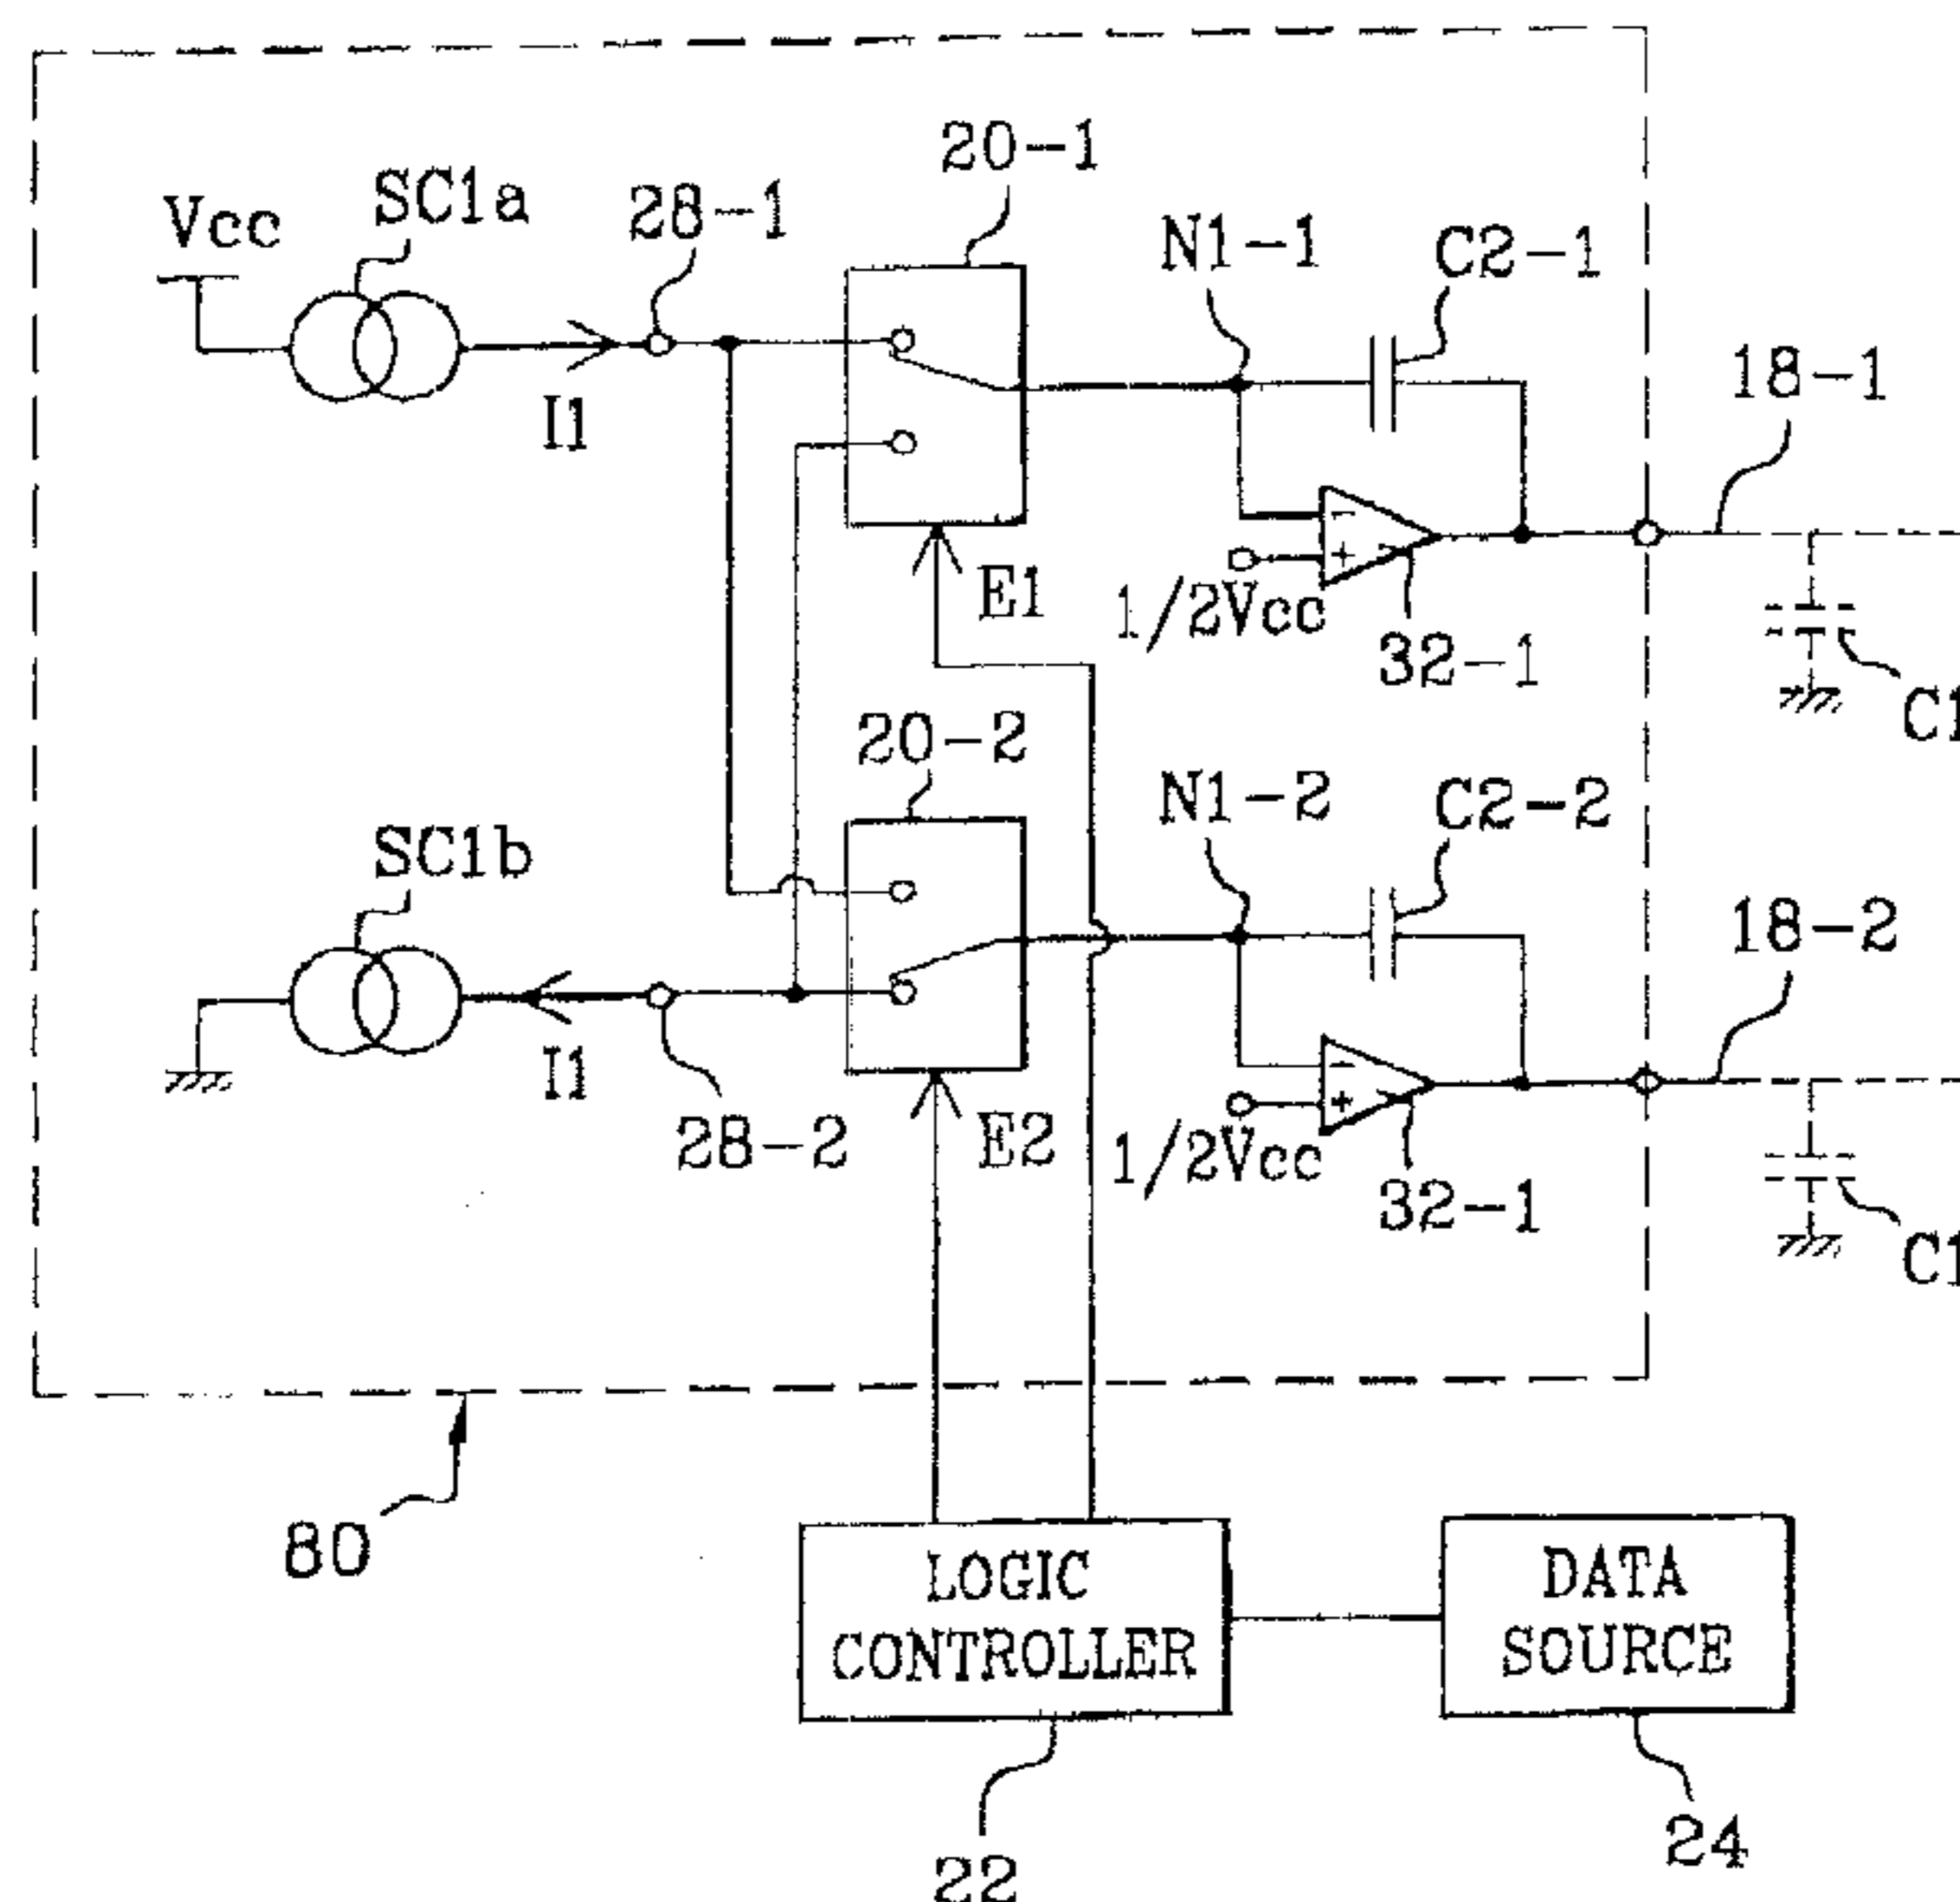 20-1
SC1a
Vcc
28-1
N1-1
C2-1
18-1
I1
E1
1/2Vcc
32-1
C1
20-2
N1-2
C2-2
18-2
SC1b
I1
28-2
E2
1/2Vcc
32-1
C1
80
LOGIC
CONTROLLER
DATA
SOURCE
22
24